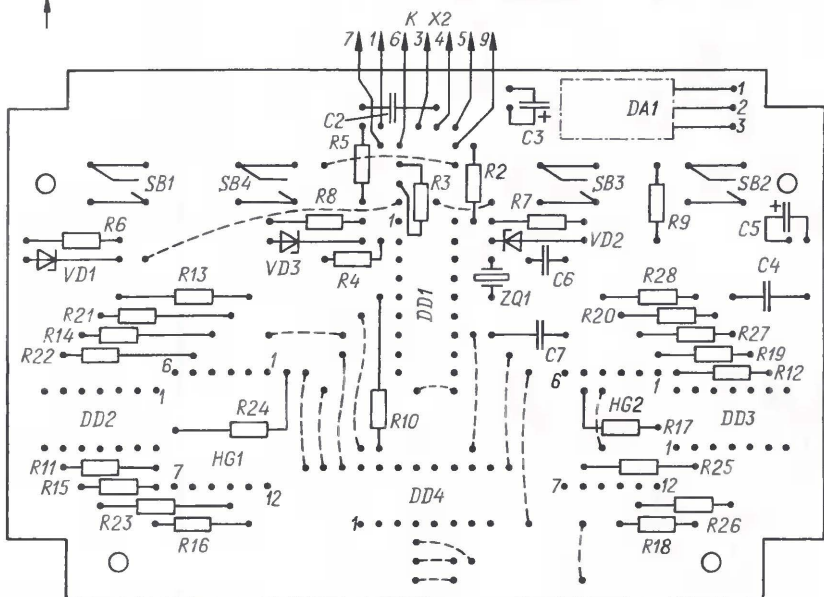 K X2
7 1 6 3 4 5 9
C2
C3 +
DA1
1
2
3
R5
R3
R2
SB1
SB4
SB3
SB2
R8
1
R7
R9
+
C5
R6
VD1
VD3
R4
VD2
C6
ZQ1
DD1
R13
R21
R14
R22
R28
R20
R27
R19
R12
C4
C7
6 1
6 1
1
DD2
R24
R10
HG2
R17
DD3
1
R11
R15
7
HG1
12
R23
R16
DD4
1
R25
7 12
R26
R18